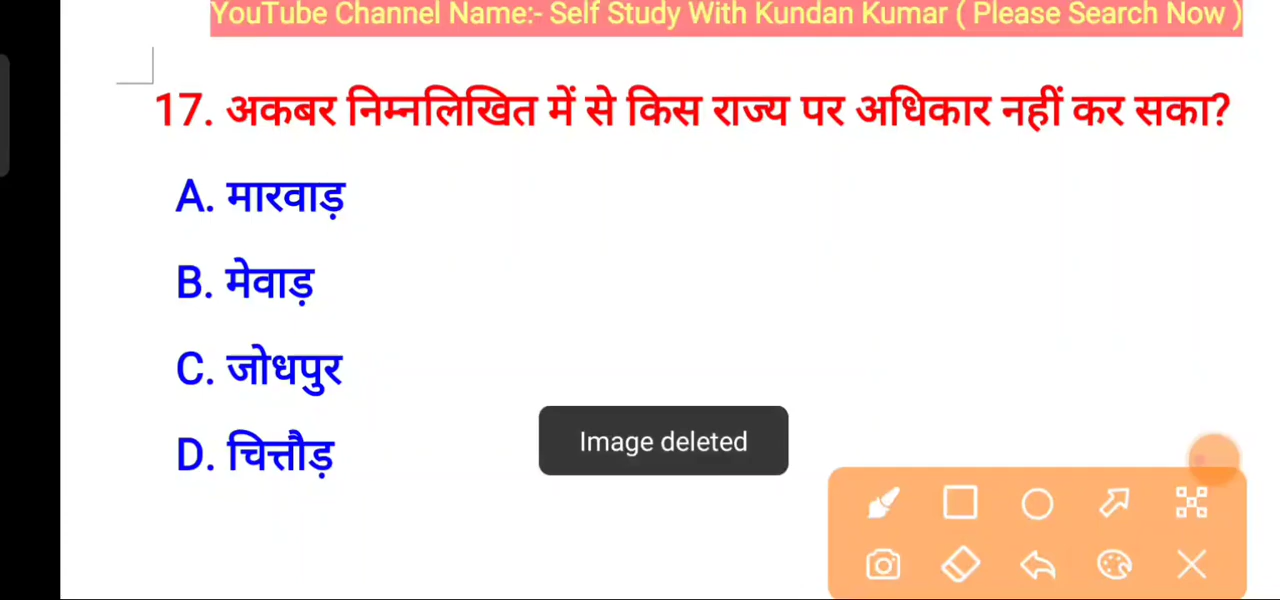 YouTube Channel Name:- Self Study With Kundan Kumar ( Please Search Now )
17. अकबर निम्नलिखित में से किस राज्य पर अधिकार नहीं कर सका?
A. मारवाड़
B. मेवाड़
C. जोधपुर
D. चित्तौड़
Image deleted